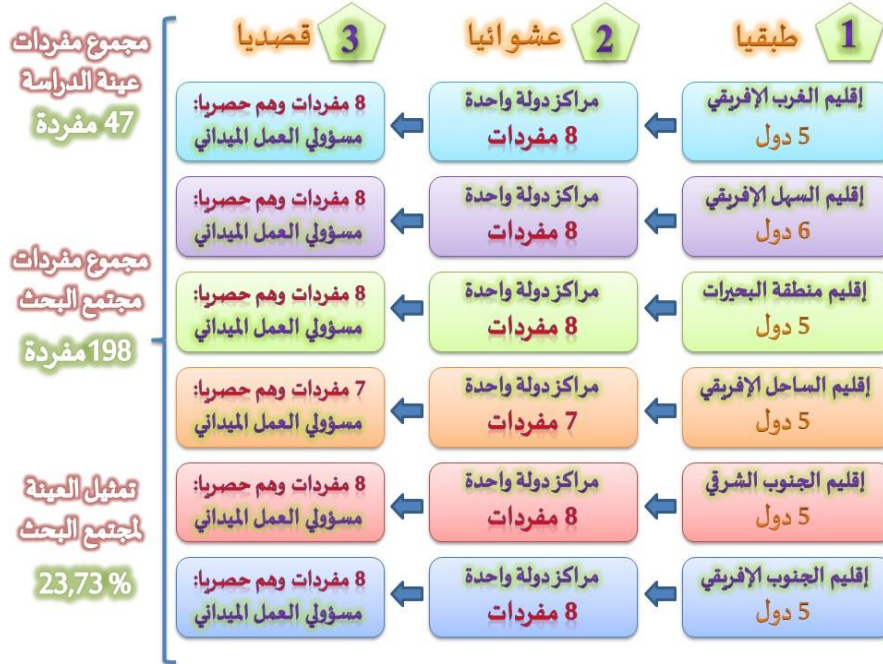 1 طبقيا
2 عشوائيا
3 قصديا
إقليم الغرب الإفريقي
5 دول
مراكز دولة واحدة
8 مفردات
8 مفردات وهم حصريا:
مسؤولي العمل الميداني
إقليم السهل الإفريقي
6 دول
مراكز دولة واحدة
8 مفردات
8 مفردات وهم حصريا:
مسؤولي العمل الميداني
إقليم منطقة البحيرات
5 دول
مراكز دولة واحدة
8 مفردات
8 مفردات وهم حصريا:
مسؤولي العمل الميداني
إقليم الساحل الإفريقي
5 دول
مراكز دولة واحدة
7 مفردات
7 مفردات وهم حصريا:
مسؤولي العمل الميداني
إقليم الجنوب الشرقي
5 دول
مراكز دولة واحدة
8 مفردات
8 مفردات وهم حصريا:
مسؤولي العمل الميداني
إقليم الجنوب الإفريقي
5 دول
مراكز دولة واحدة
8 مفردات
8 مفردات وهم حصريا:
مسؤولي العمل الميداني
مجموع مفردات
عينة الدراسة
47 مفردة
مجموع مفردات
مجتمع البحث
198مفردة
تمثيل العينة
لمجتمع البحث
23,73 %